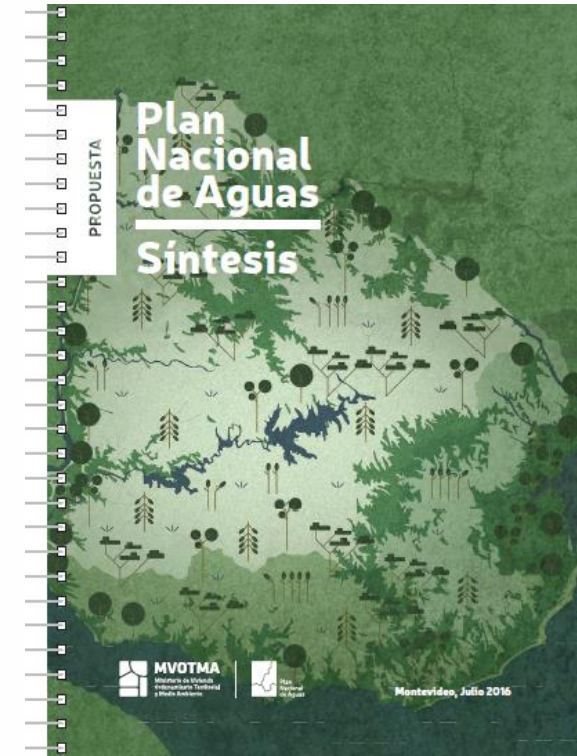 PROPUESTA
Plan
Nacional
de Aguas
Síntesis
MVOTMA
Ministerio de Vivienda
Ordenamiento Territorial
y Medio Ambiente
Plan
Nacional
de Aguas
Montevideo, Julio 2016